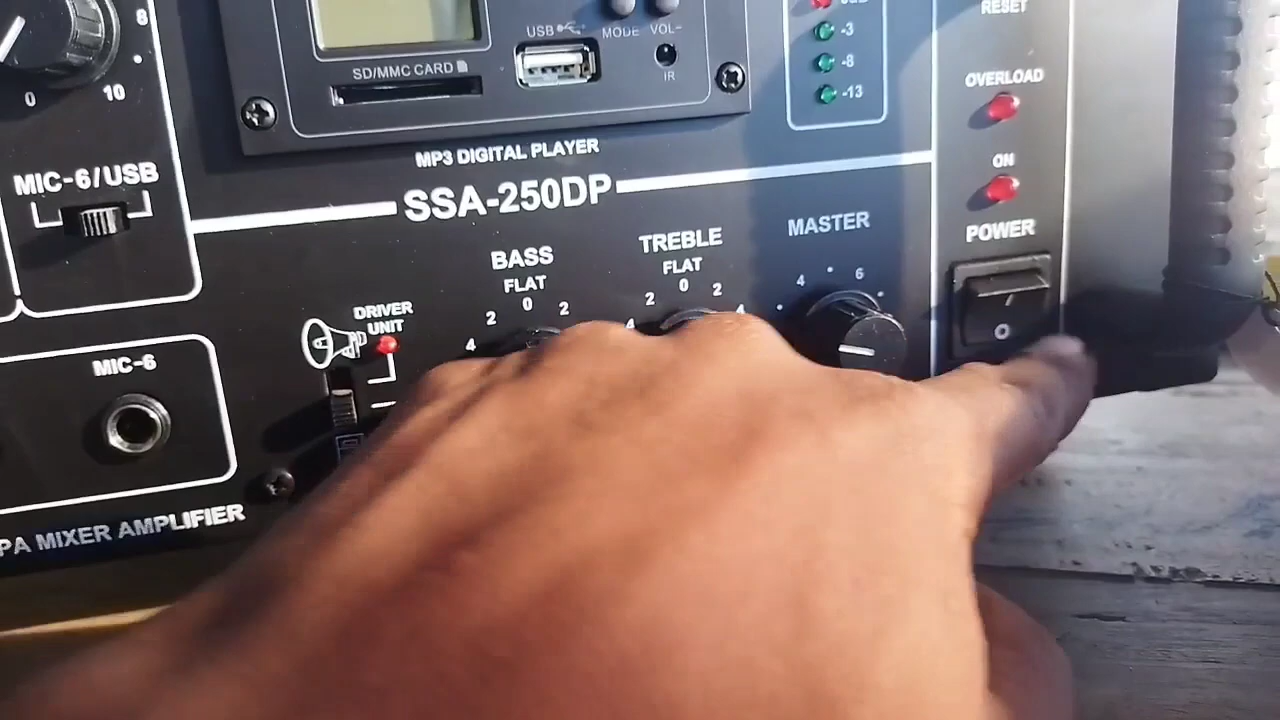 RESET
8
USB
MODE
VOL-
-3
SD/MMC CARD
IR
-8
0
10
-13
OVERLOAD
MP3 DIGITAL PLAYER
ON
MIC-6/USB
SSA-250DP
MASTER
POWER
BASS
TREBLE
FLAT
FLAT
4
6
2
0
2
2
0
2
DRIVER
UNIT
4
4
4
O
MIC-6
PA MIXER AMPLIFIER